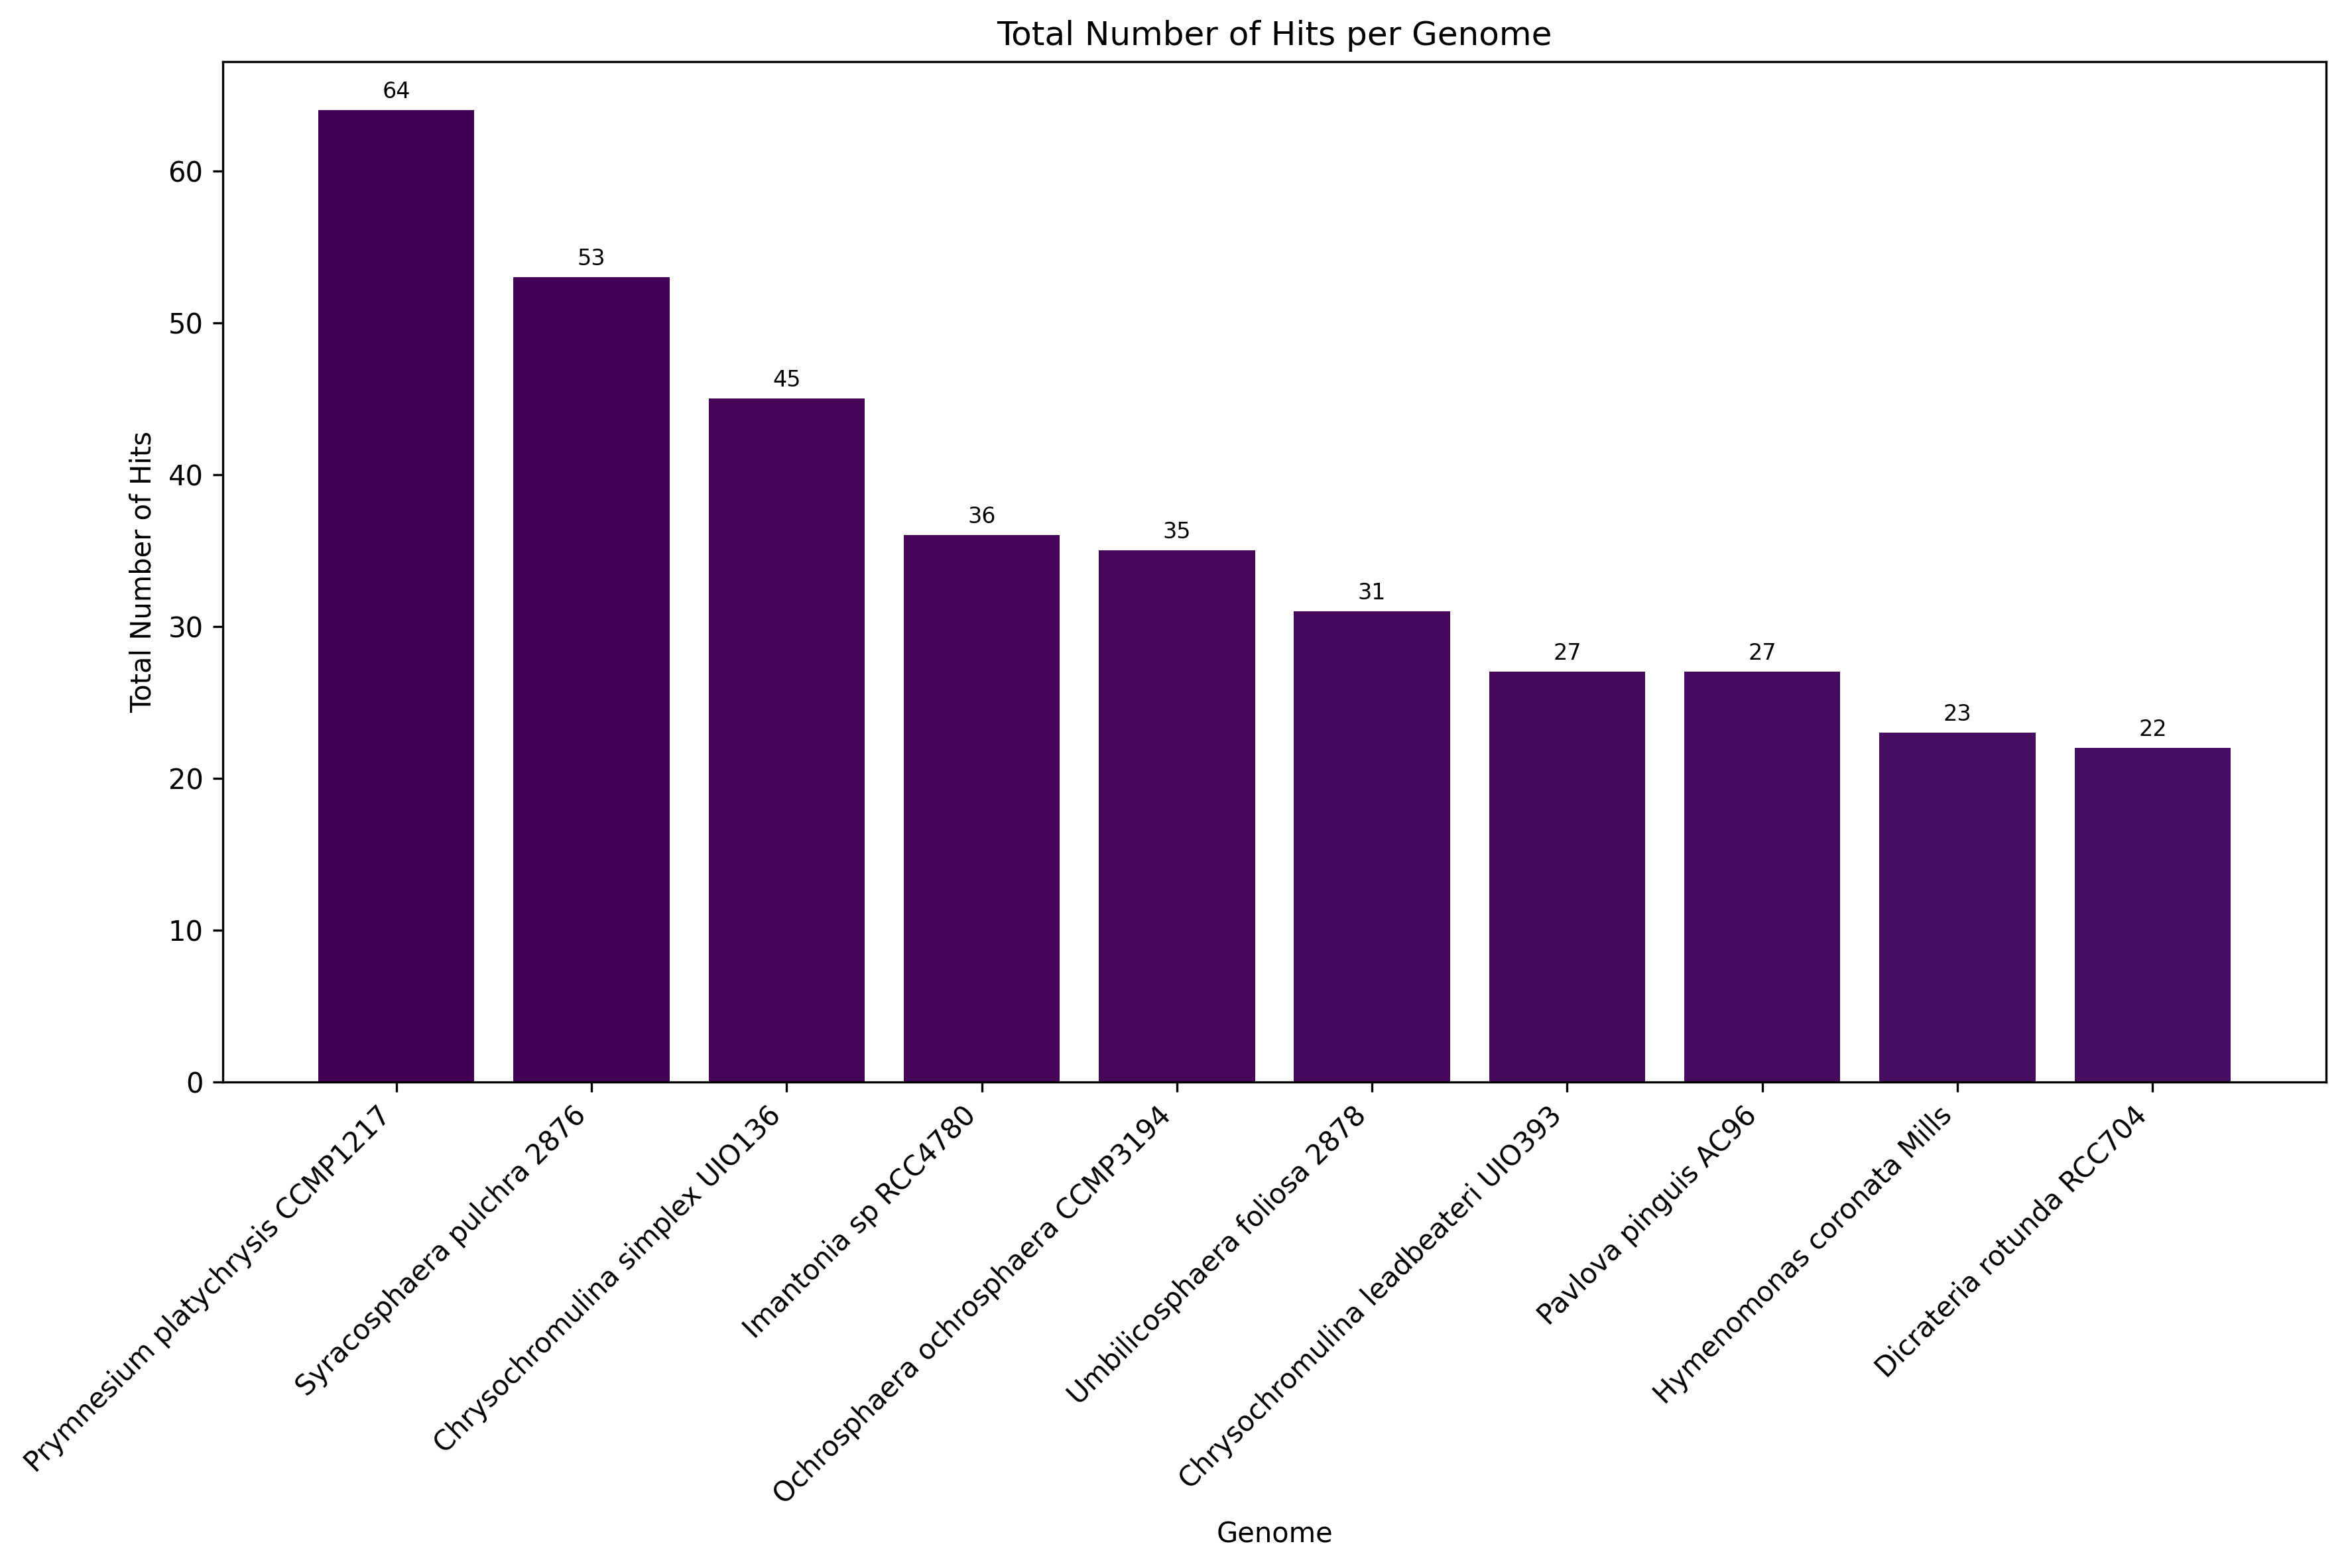 Total Number of Hits per Genome
Total Number of Hits
60
50
40
30
20
10
0
64
53
45
36
35
31
27
27
23
22
Prymnesium platychrysis CCMP1217
Syracosphaera pulchra 2876
Chrysochromulina simplex UIO136
Imantonia sp RCC4780
Ochrosphaera ochrosphaera CCMP3194
Umbilicosphaera foliosa 2878
Chrysochromulina leadbeateri UIO393
Pavlova pinguis AC96
Hymenomonas coronata Mills
Dicrateria rotunda RCC704
Genome